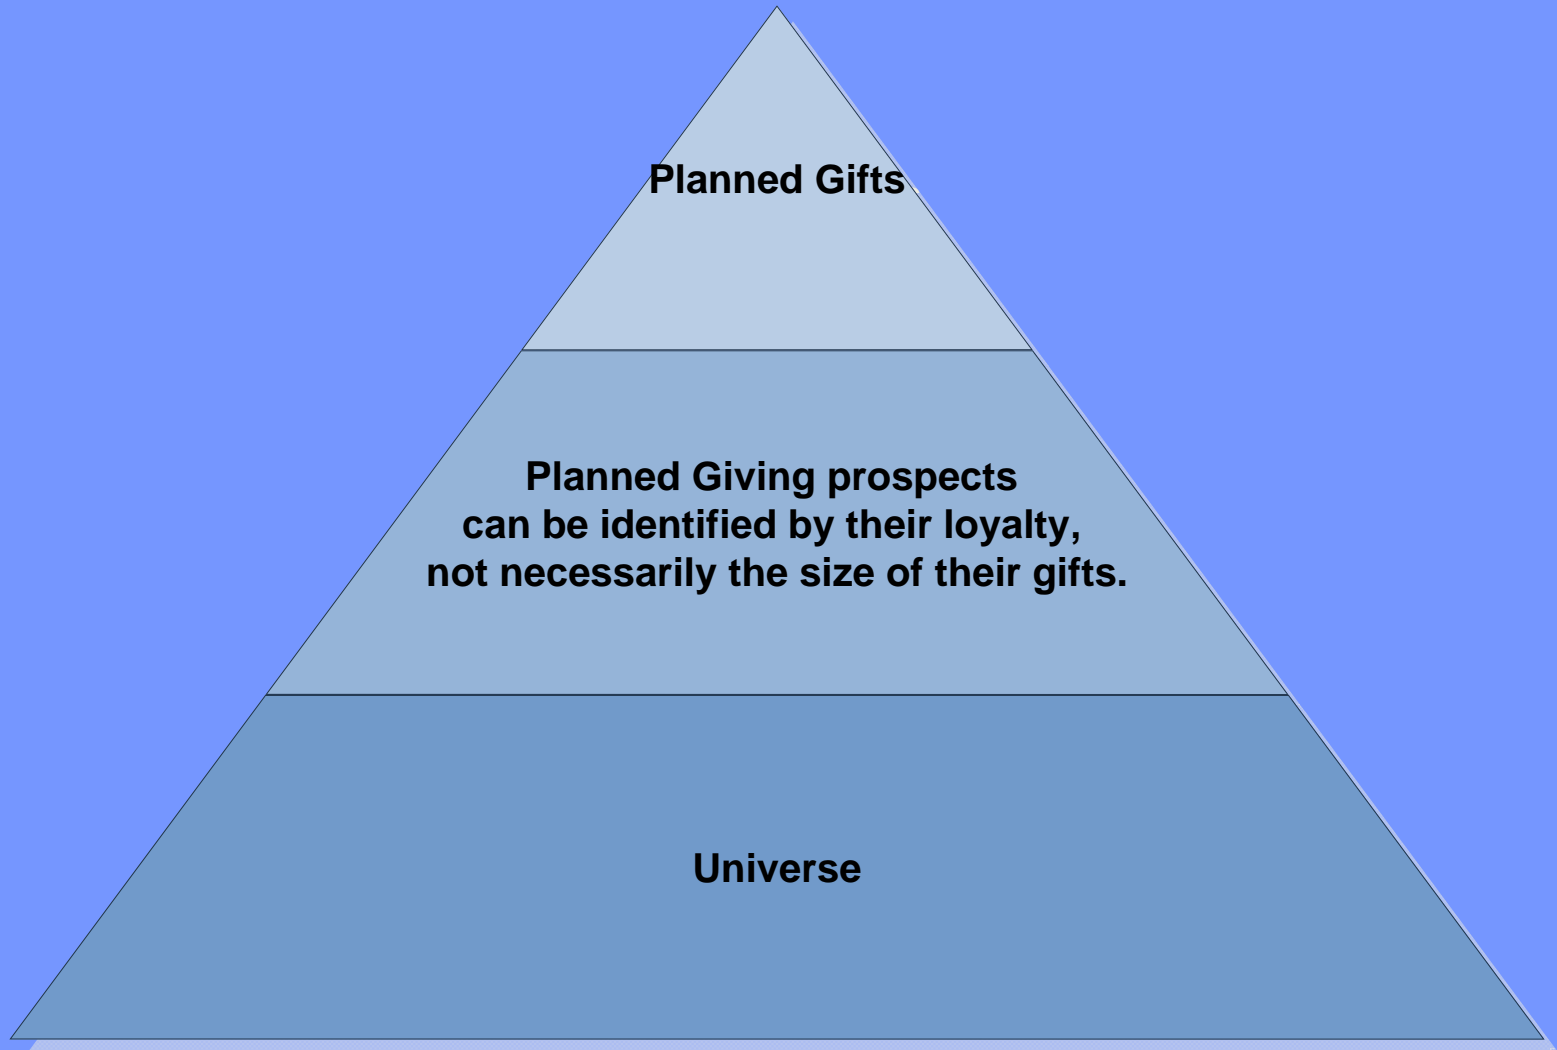 Planned Gifts
Planned Giving prospects
can be identified by their loyalty,
not necessarily the size of their gifts.
Universe